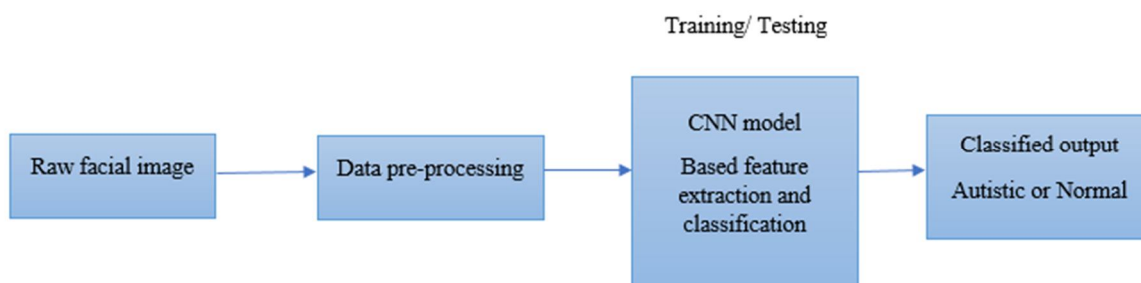 Training/ Testing
Raw facial image
Data pre-processing
CNN model
Based feature
extraction and
classification
Classified output
Autistic or Normal